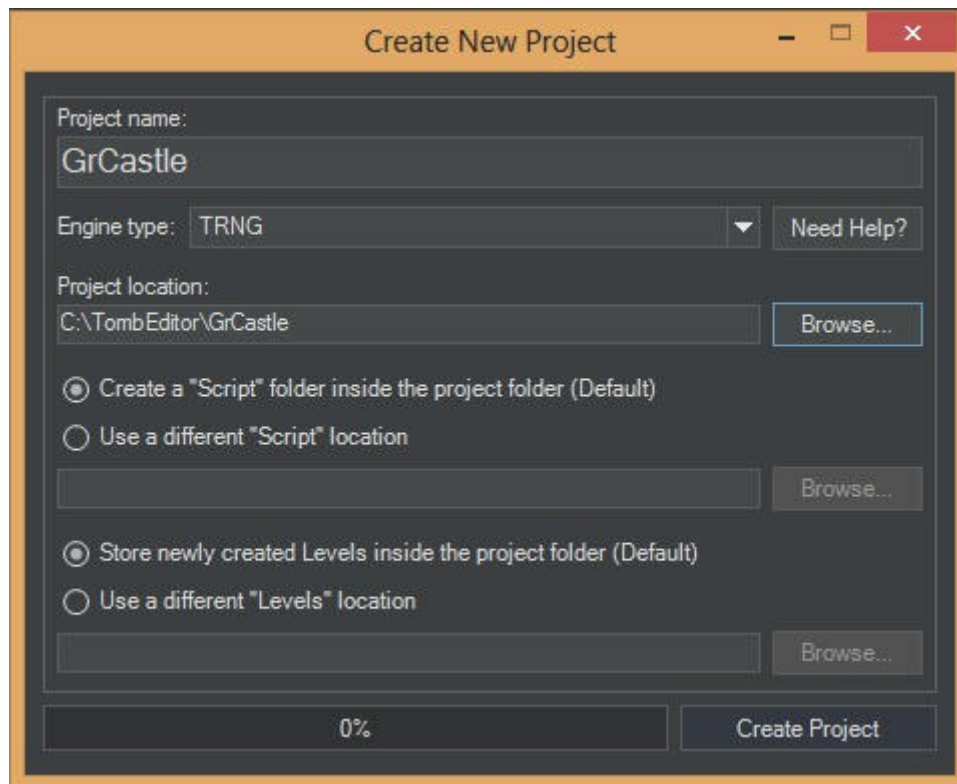 Create New Project
Project name:
GrCastle
Engine type: TRNG Need Help?
Project location:
C:\TombEditor\GrCastle Browse...
Create a "Script" folder inside the project folder (Default)
Use a different "Script" location
Browse...
Store newly created Levels inside the project folder (Default)
Use a different "Levels" location
Browse...
0% Create Project